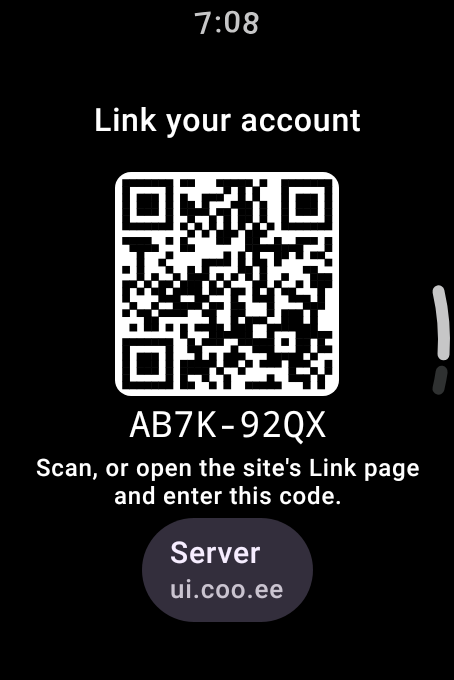 7:08
Link your account
AB7K-92QX
Scan, or open the site's Link page
and enter this code.
Server
ui.coo.ee